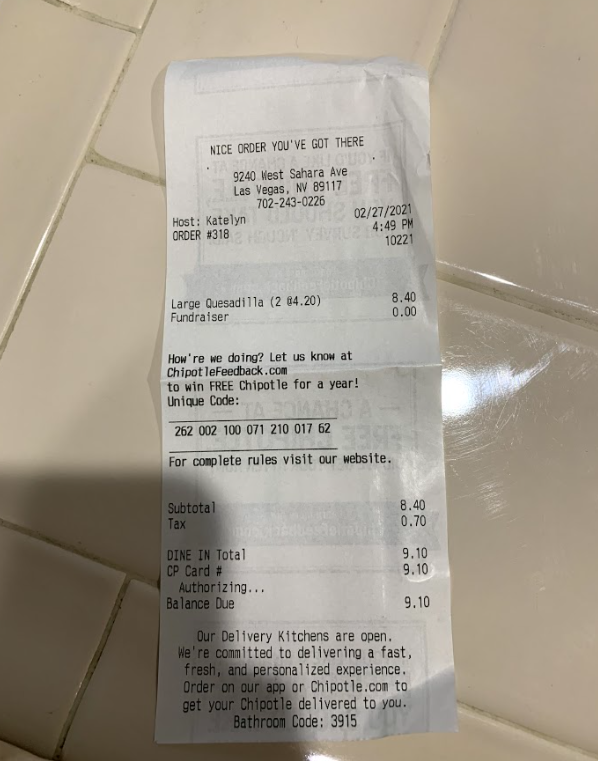 NICE ORDER YOU'VE GOT THERE
9240 West Sahara Ave
Las Vegas, NV 89117
702-243-0226
Host: Katelyn 02/27/2021
ORDER #318 4:49 PM
10221
Large Quesadilla (2 @4.20) 8.40
Fundraiser 0.00
How're we doing? Let us know at
ChipotleFeedback.com
to win FREE Chipotle for a year!
Unique Code:
262 002 100 071 210 017 62
For complete rules visit our website.
Subtotal 8.40
Tax 0.70
DINE IN Total 9.10
CP Card # 9.10
Authorizing...
Balance Due 9.10
Our Delivery Kitchens are open.
We're committed to delivering a fast,
fresh, and personalized experience.
Order on our app or Chipotle.com to
get your Chipotle delivered to you.
Bathroom Code: 3915